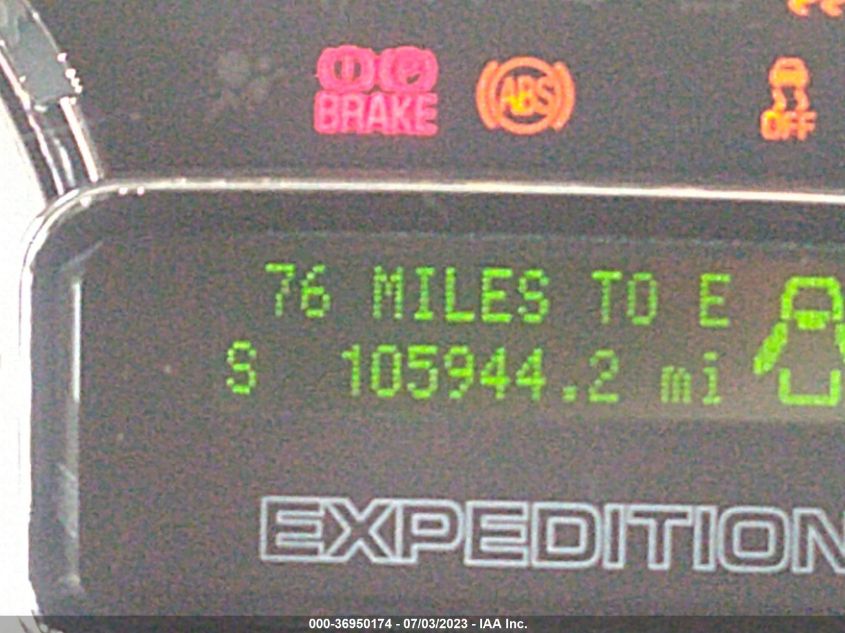 BRAKE
ABS
OFF
76 MILES TO E
S 105944.2 mi
EXPEDITION
000-36950174 - 07/03/2023 - IAA Inc.